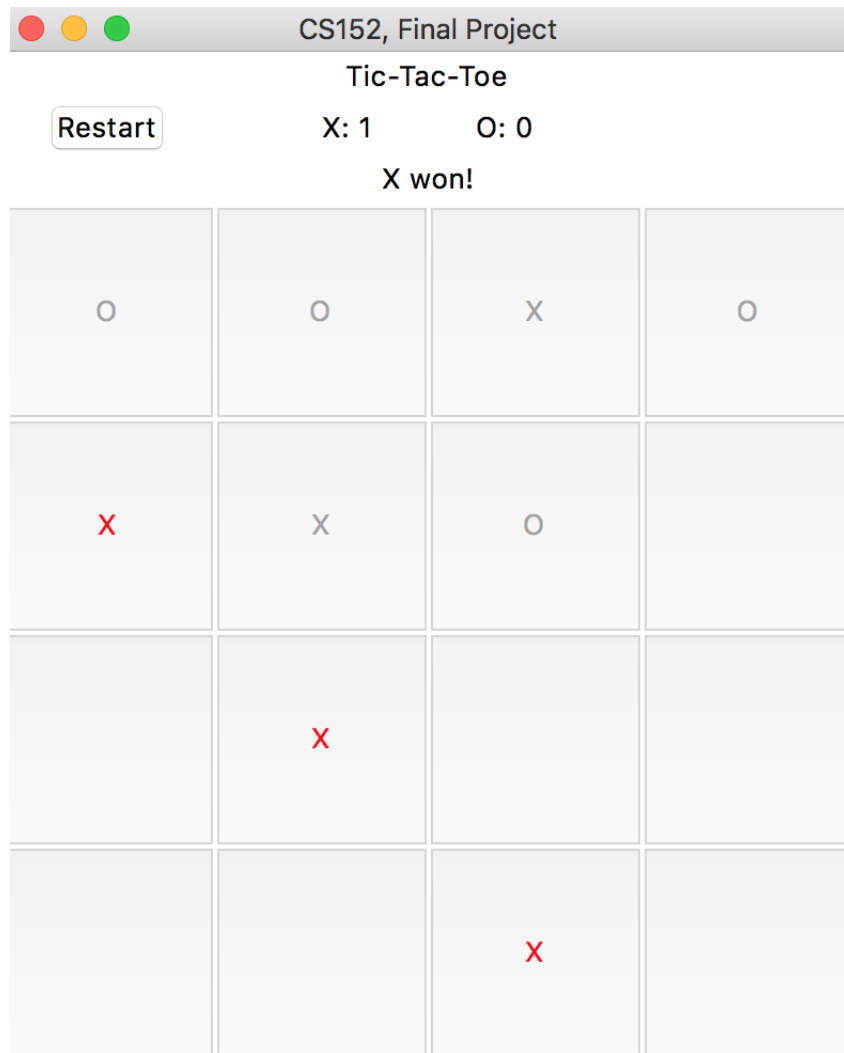 CS152, Final Project
Tic-Tac-Toe
Restart X: 1 O: 0
X won!
O O X O
X X O
X
X